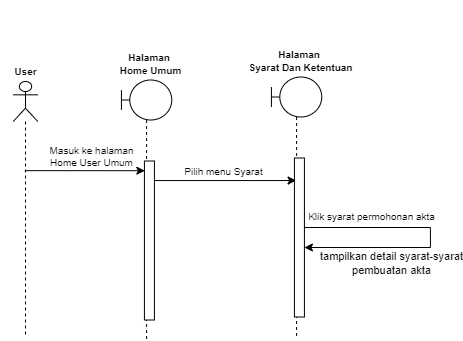 User
Halaman
Home Umum
Halaman
Syarat Dan Ketentuan
Masuk ke halaman
Home User Umum
Pilih menu Syarat
Klik syarat permohonan akta
tampilkan detail syarat-syarat
pembuatan akta